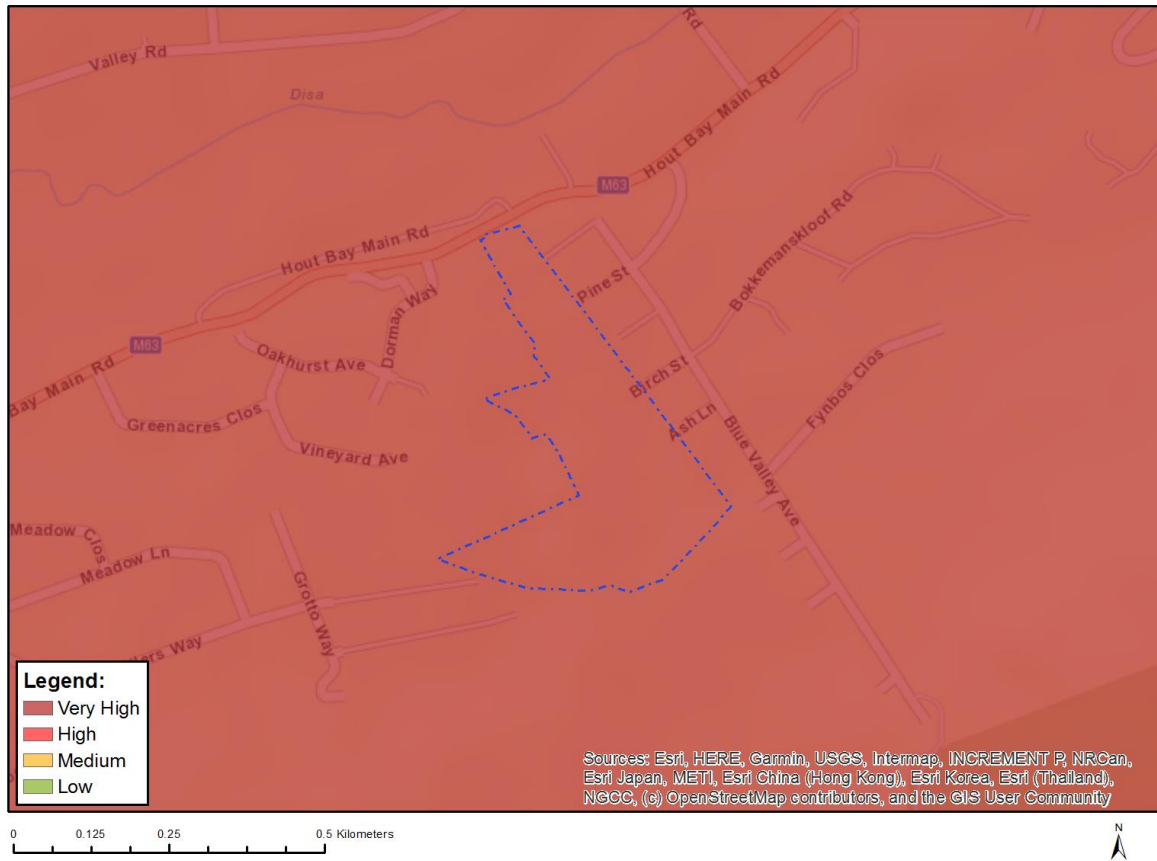 Valley Rd
Rd
Disa
Hout Bay Main Rd
M63
Hout Bay Main Rd
Bokkemanskloof Rd
Pine St
Dorman Way
M63
Oakhurst Ave
Bay Main Rd
Birch St
Fynbos Clos
Greenacres Clos
Ash Ln
Blue Valley Ave
Vineyard Ave
Meadow Clos
Meadow Ln
Grotto Way
ers Way
Legend:
Very High
High
Medium
Low
Sources: Esri, HERE, Garmin, USGS, Intermap, INCREMENT P, NRCan,
Esri Japan, METI, Esri China (Hong Kong), Esri Korea, Esri (Thailand),
NGCC, (c) OpenStreetMap contributors, and the GIS User Community
0 0.125 0.25 0.5 Kilometers
N